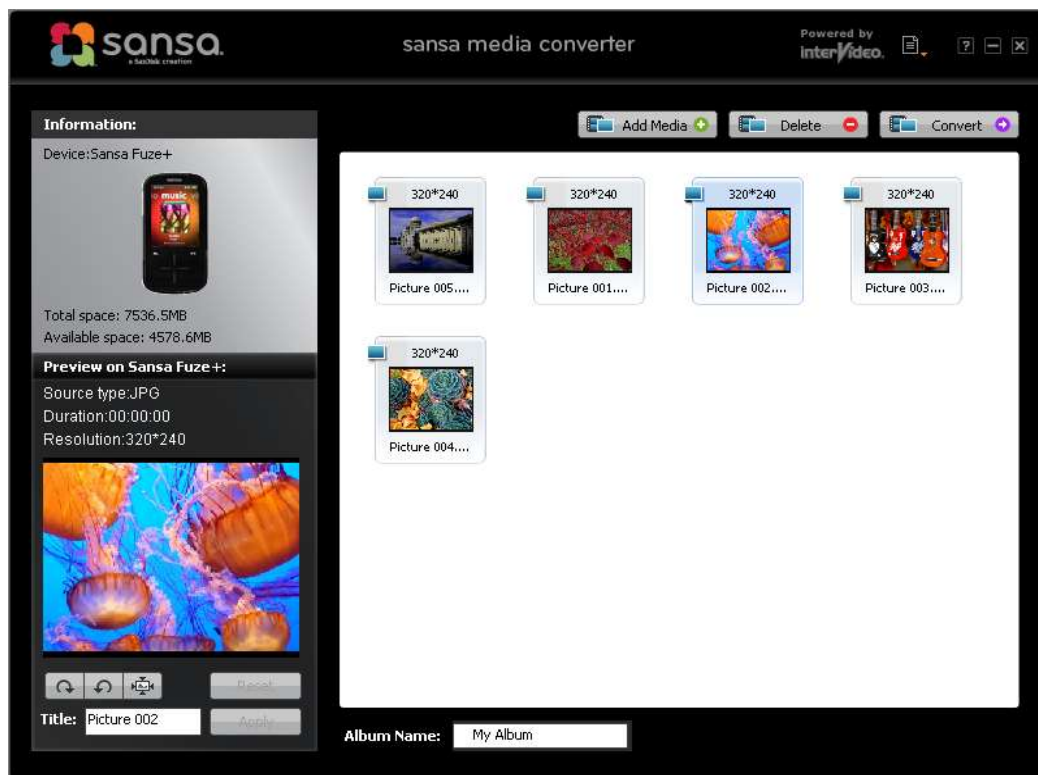 sansa.
a SanDisk creation
sansa media converter
Powered by
interVideo.
?
Information:
Device:Sansa Fuze+
music
Total space: 7536.5MB
Available space: 4578.6MB
Preview on Sansa Fuze+:
Source type:JPG
Duration:00:00:00
Resolution:320*240
Reset
Title: Picture 002
Apply
Add Media
Delete
Convert
320*240
Picture 005....
320*240
Picture 001....
320*240
Picture 002....
320*240
Picture 003....
320*240
Picture 004....
Album Name: My Album